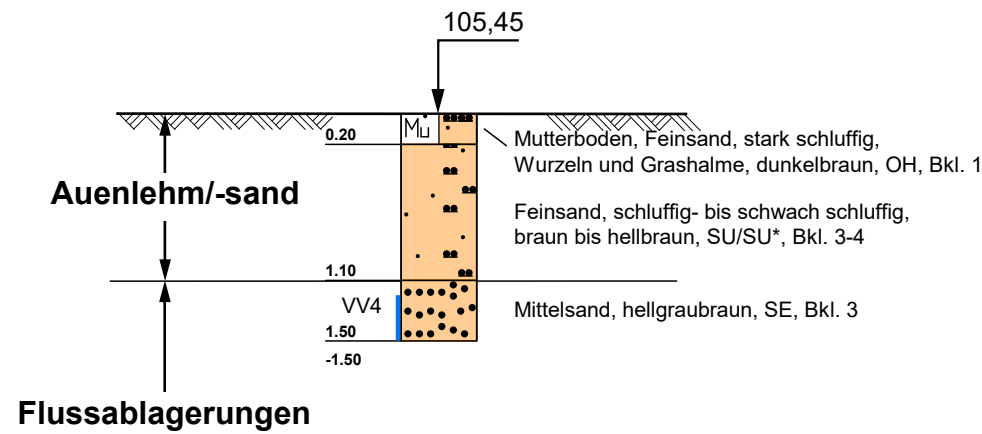 105,45
Mu
0.20
Mutterboden, Feinsand, stark schluffig,
Wurzeln und Grashalme, dunkelbraun, OH, Bkl. 1
Auenlehm/-sand
Feinsand, schluffig- bis schwach schluffig,
braun bis hellbraun, SU/SU*, Bkl. 3-4
1.10
VV4
Mittelsand, hellgraubraun, SE, Bkl. 3
1.50
-1.50
Flussablagerungen